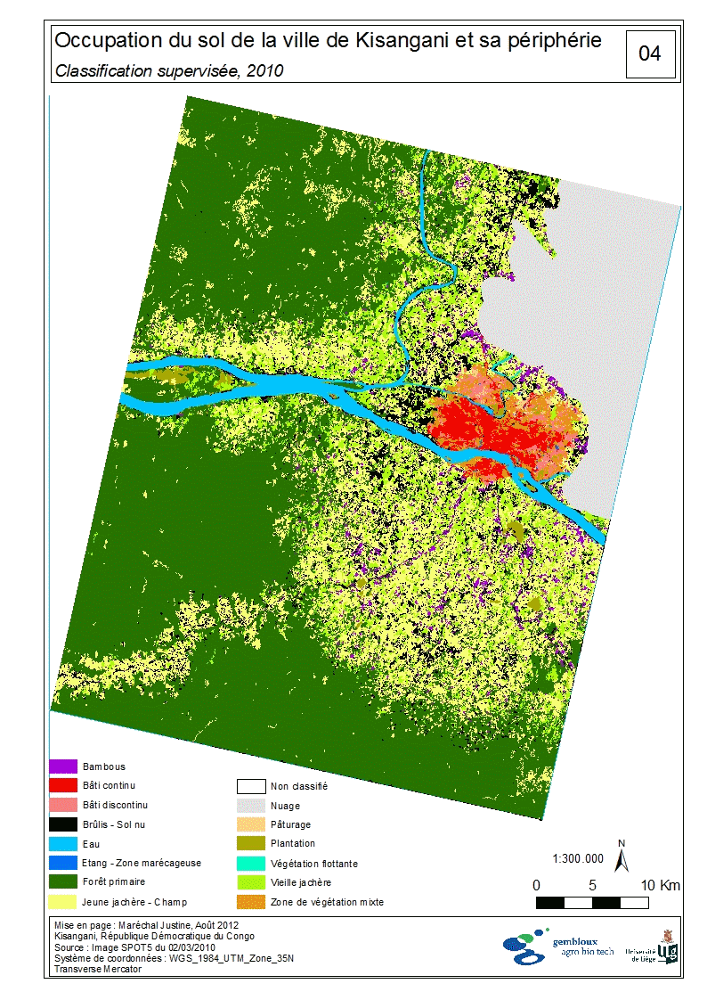 Occupation du sol de la ville de Kisangani et sa périphérie
Classification supervisée, 2010
04
Bambous
Bâti continu
Bâti discontinu
Brûlis - Sol nu
Eau
Etang - Zone marécageuse
Forêt primaire
Jeune jachère - Champ
Non classifié
Nuage
Pâturage
Plantation
Végétation flottante
Vieille jachère
Zone de végétation mixte
N
1:300.000
0 5 10 Km
Mise en page : Maréchal Justine, Août 2012
Kisangani, République Démocratique du Congo
Source : Image SPOT5 du 02/03/2010
Système de coordonnées : WGS_1984_UTM_Zone_35N
Transverse Mercator
gembloux
agro bio tech
Université
de Liège